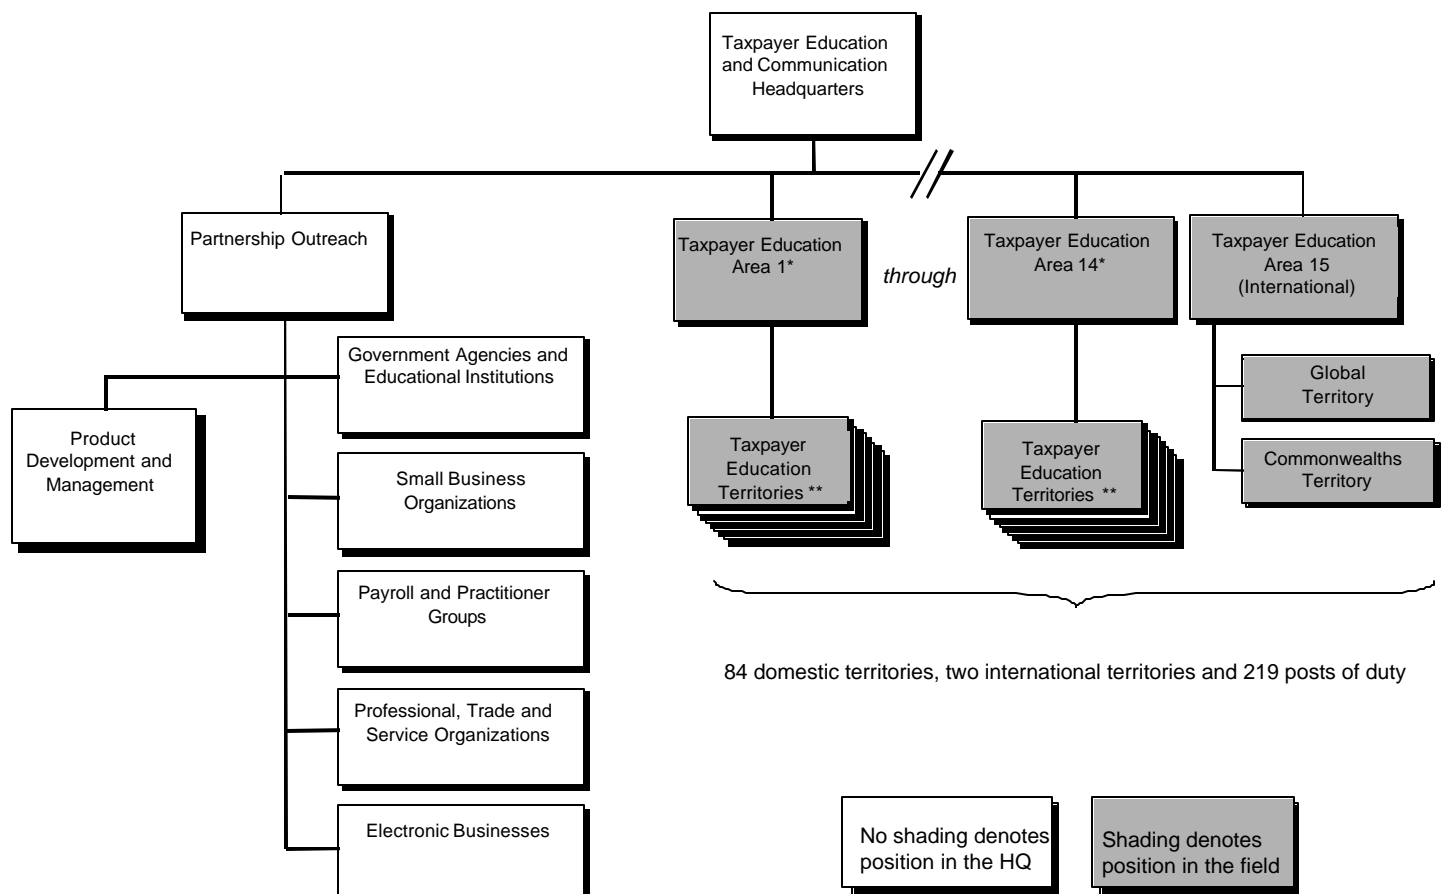 Taxpayer Education
and Communication
Headquarters
Partnership Outreach
Taxpayer Education
Area 1*
through
Taxpayer Education
Area 14*
Taxpayer Education
Area 15
(International)
Government Agencies and
Educational Institutions
Global
Territory
Product
Development and
Management
Taxpayer
Education
Territories **
Taxpayer
Education
Territories **
Commonwealths
Territory
Small Business
Organizations
Payroll and Practitioner
Groups
84 domestic territories, two international territories and 219 posts of duty
Professional, Trade and
Service Organizations
Electronic Businesses
No shading denotes
position in the HQ
Shading denotes
position in the field